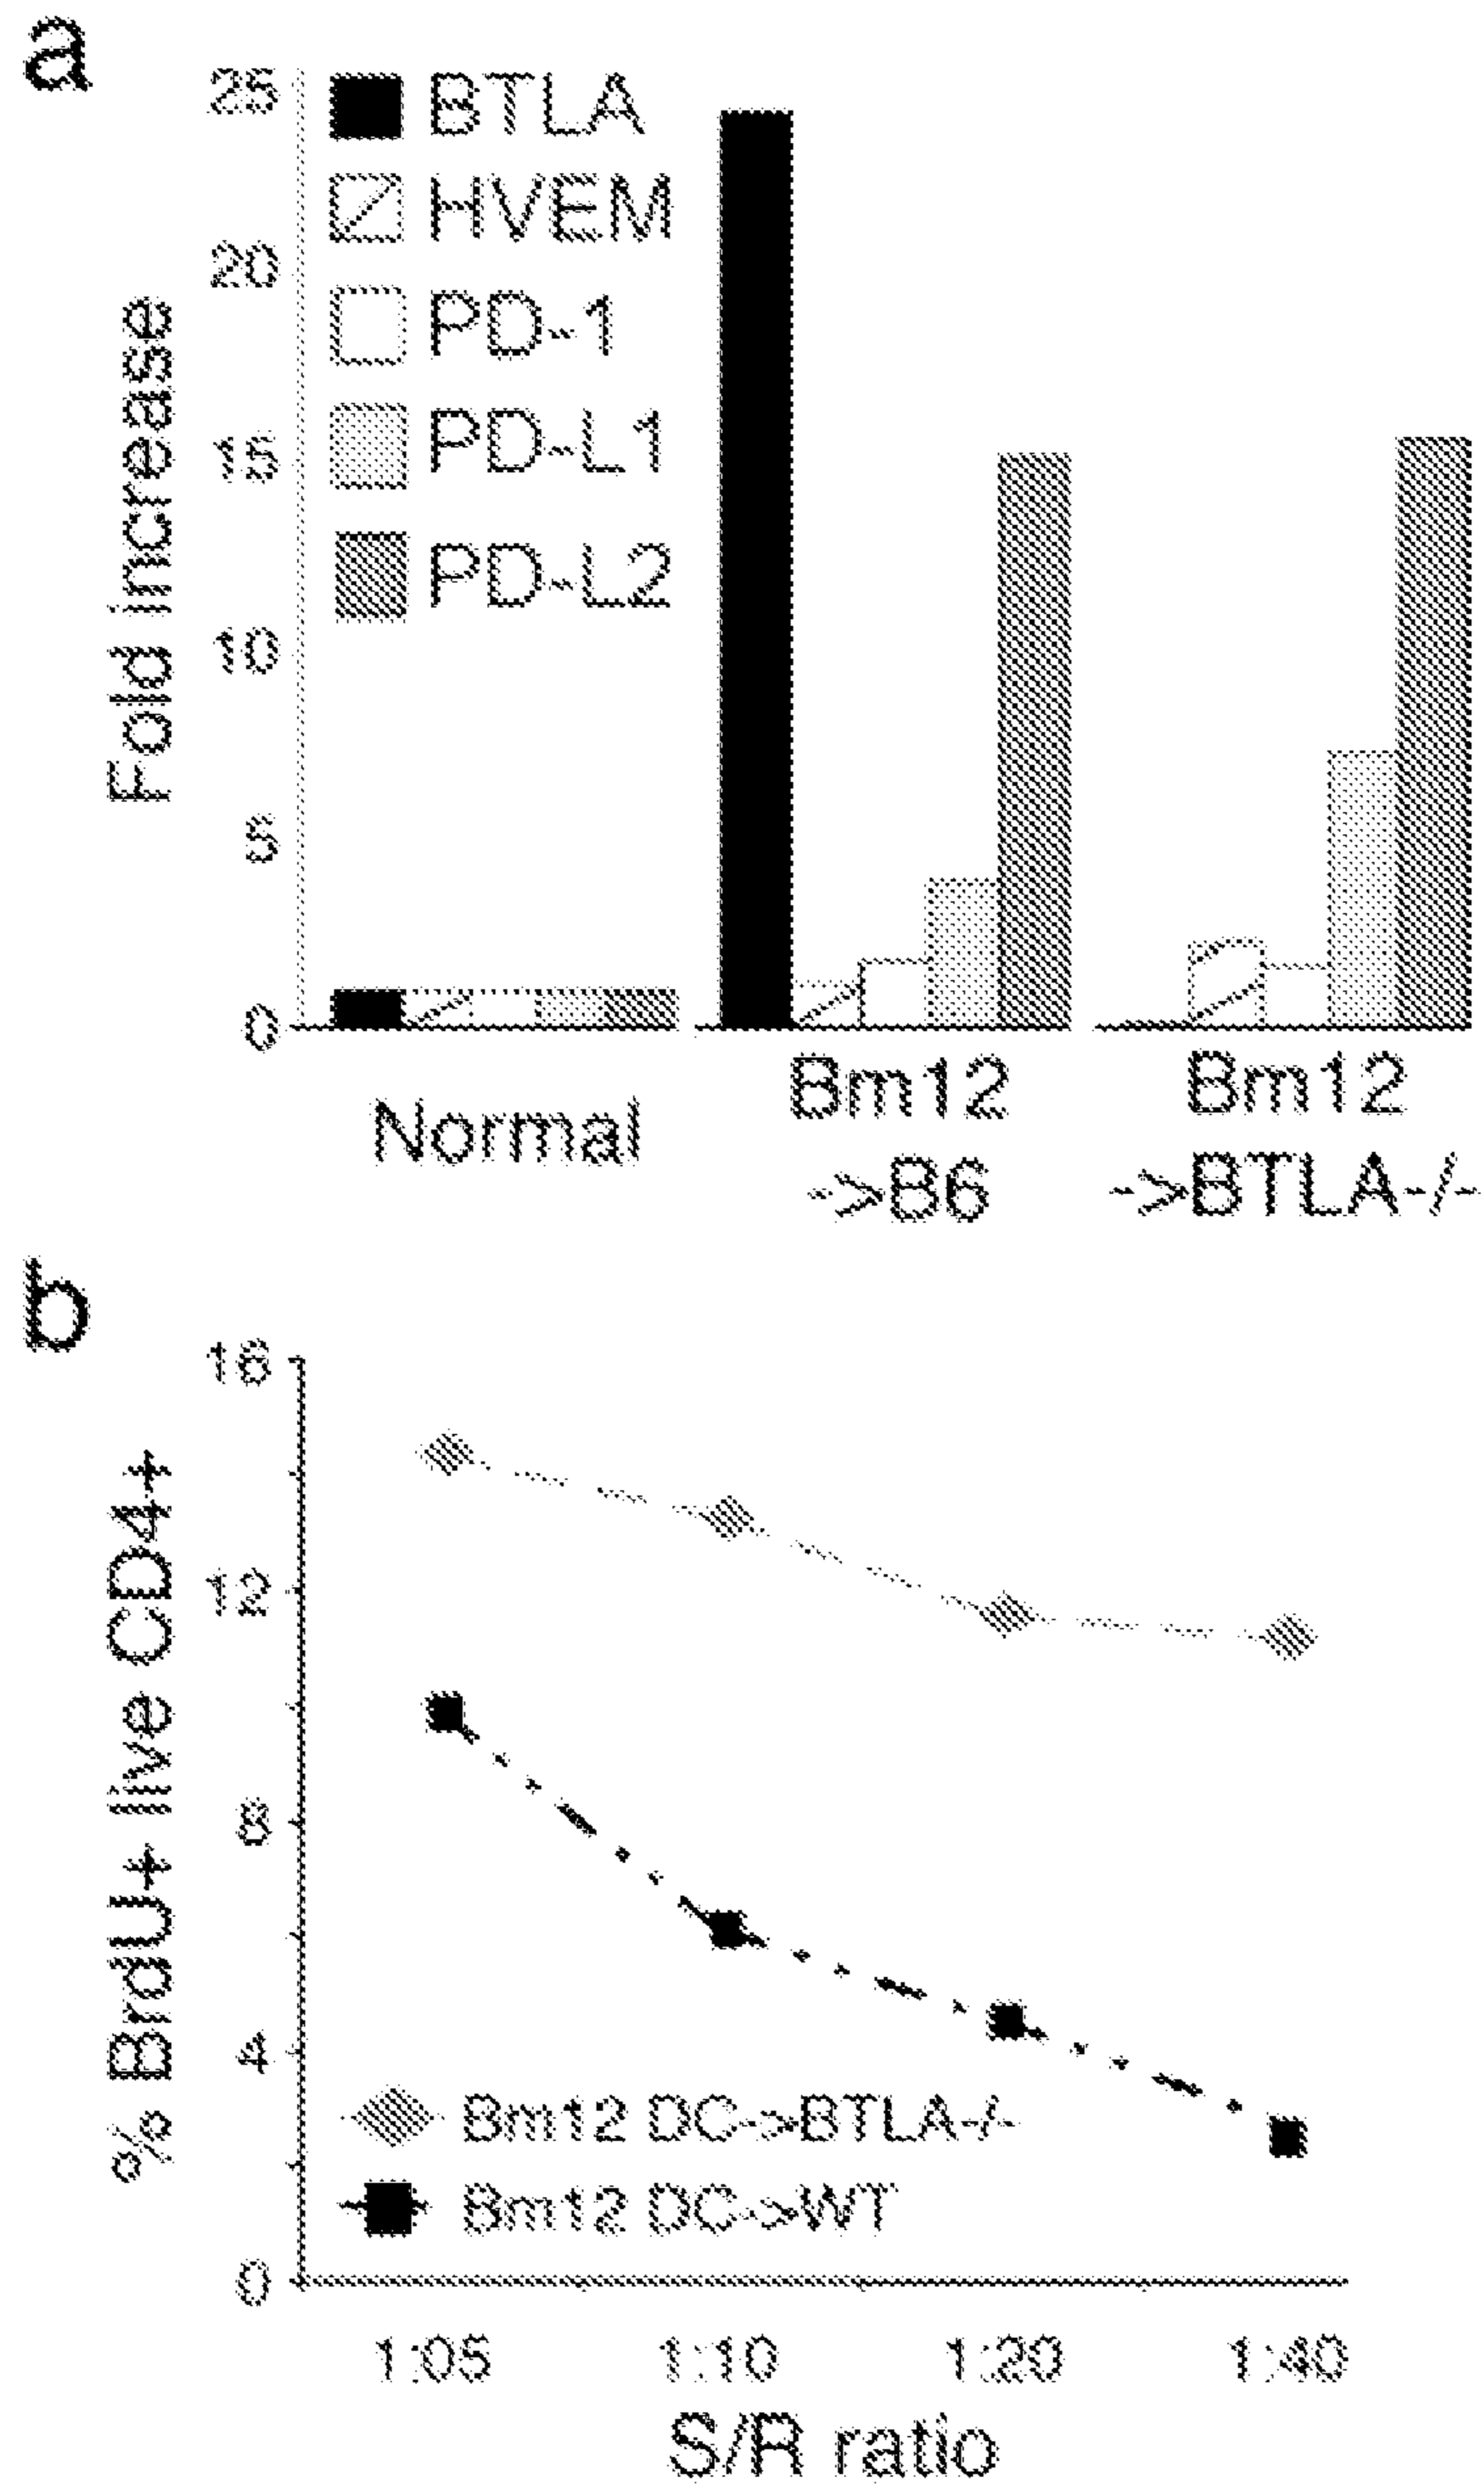 a
25
20
15
10
5
0
Fold increase
BTLA
HVEM
PD-1
PD-L1
PD-L2
Normal
Bm12
->B6
Bm12
->BTLA-/-
b
16
12
8
4
0
% BrdU+ live CD4+
Bm12 DC->BTLA-/-
Bm12 DC->WT
1:05 1:10 1:20 1:40
S/R ratio